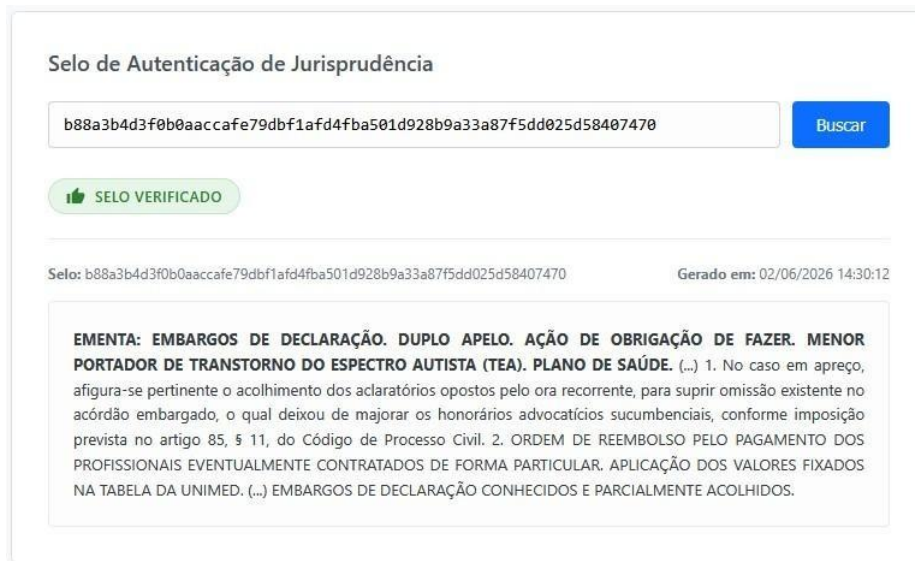 Selo de Autenticação de Jurisprudência
b88a3b4d3f0b0aaccafe79dbf1afd4fba501d928b9a33a87f5dd025d58407470
Buscar
SELO VERIFICADO
Selo: b88a3b4d3f0b0aaccafe79dbf1afd4fba501d928b9a33a87f5dd025d58407470
Gerado em: 02/06/2026 14:30:12
EMENTA: EMBARGOS DE DECLARAÇÃO. DUPLO APELO. AÇÃO DE OBRIGAÇÃO DE FAZER. MENOR
PORTADOR DE TRANSTORNO DO ESPECTRO AUTISTA (TEA). PLANO DE SAÚDE. (...) 1. No caso em apreço,
afigura-se pertinente o acolhimento dos aclaratórios opostos pelo ora recorrente, para suprir omissão existente no
acórdão embargado, o qual deixou de majorar os honorários advocatícios sucumbenciais, conforme imposição
prevista no artigo 85, § 11, do Código de Processo Civil. 2. ORDEM DE REEMBOLSO PELO PAGAMENTO DOS
PROFISSIONAIS EVENTUALMENTE CONTRATADOS DE FORMA PARTICULAR. APLICAÇÃO DOS VALORES FIXADOS
NA TABELA DA UNIMED. (...) EMBARGOS DE DECLARAÇÃO CONHECIDOS E PARCIALMENTE ACOLHIDOS.